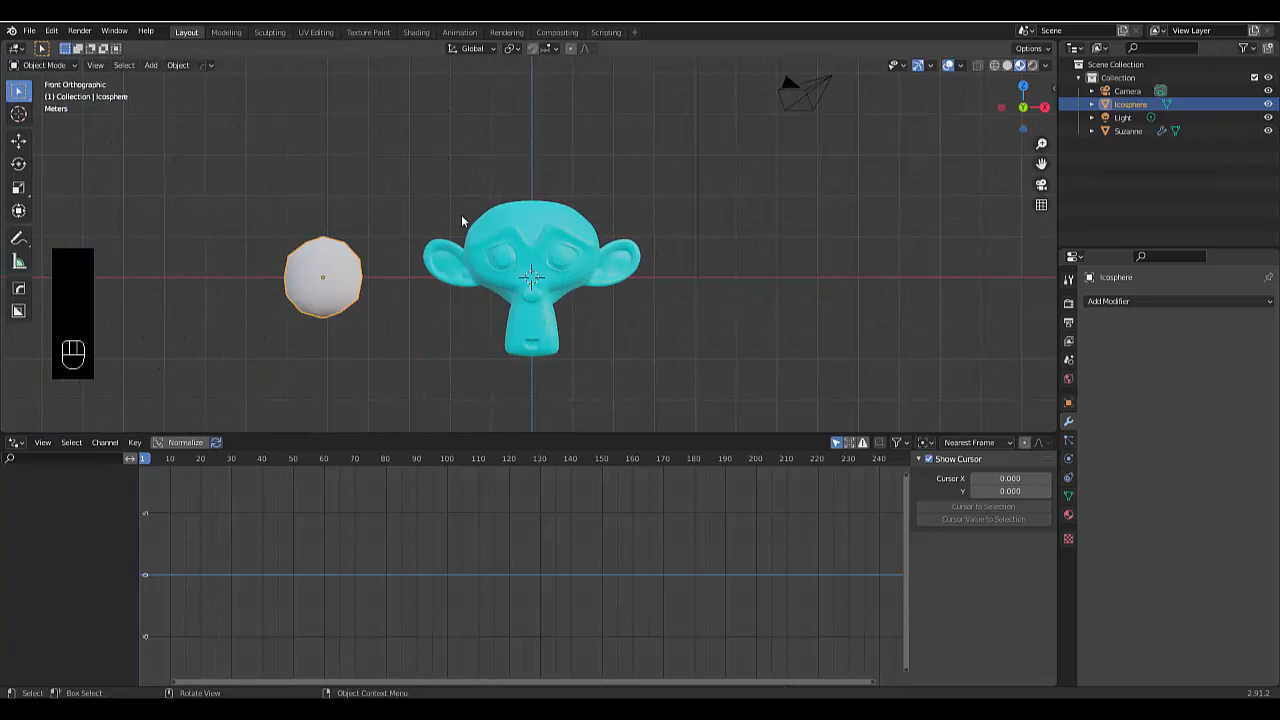 File Edit Render Window Help Layout Modeling Sculpting UV Editing Texture Paint Shading Animation Rendering Compositing Scripting Scene View Layer
Global Options
Object Mode View Select Add Object
Front Orthographic
(1) Collection | Icosphere
Meters
Scene Collection
Collection
Camera
Icosphere
Light
Suzanne
Icosphere
Add Modifier
View Select Channel Key Normalize Nearest Frame
1 10 20 30 40 50 60 70 80 90 100 110 120 130 140 150 160 170 180 190 200 210 220 230 240
Show Cursor
Cursor X 0.000
Y 0.000
Cursor to Selection
Cursor Value to Selection
5
0
Select Box Select Rotate View Object Context Menu 2.91.2